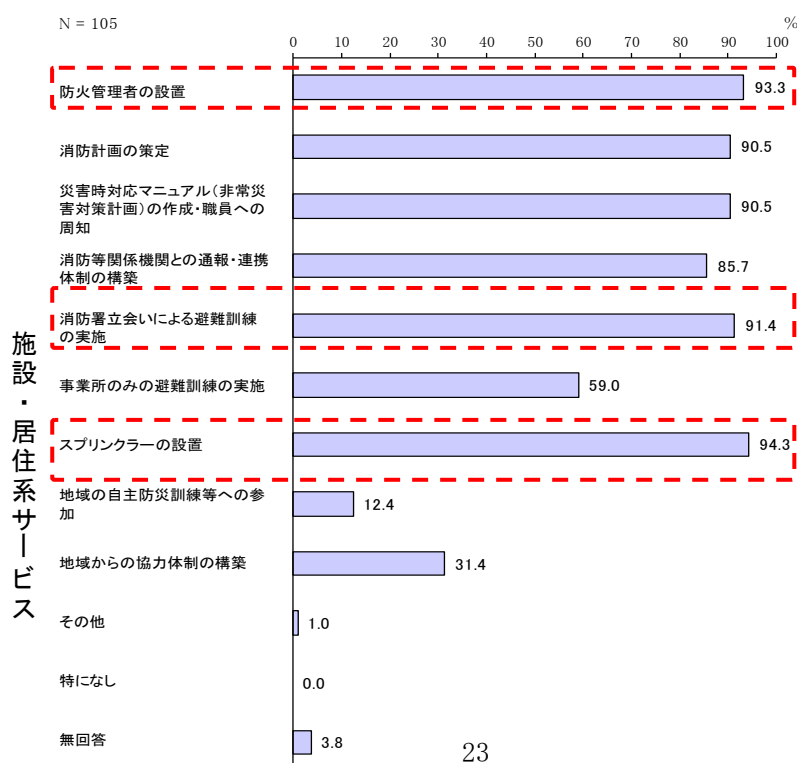 N = 105
%
0 10 20 30 40 50 60 70 80 90 100
施設・居住系サービス
防火管理者の設置 93.3
消防計画の策定 90.5
災害時対応マニュアル(非常災
害対策計画)の作成・職員への
周知
90.5
消防等関係機関との通報・連携
体制の構築
85.7
消防署立会いによる避難訓練
の実施
91.4
事業所のみの避難訓練の実施 59.0
スプリンクラーの設置 94.3
地域の自主防災訓練等への参
加
12.4
地域からの協力体制の構築 31.4
その他 1.0
特になし 0.0
無回答 3.8
23